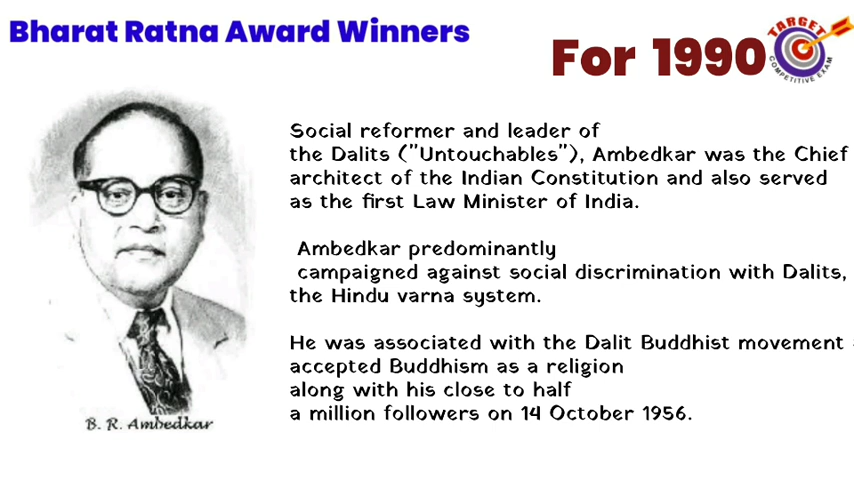 Bharat Ratna Award Winners
For 1990
TARGET
COMPETITIVE EXAM
Social reformer and leader of
the Dalits ("Untouchables"), Ambedkar was the Chief
architect of the Indian Constitution and also served
as the first Law Minister of India.
Ambedkar predominantly
campaigned against social discrimination with Dalits,
the Hindu varna system.
He was associated with the Dalit Buddhist movement
accepted Buddhism as a religion
along with his close to half
a million followers on 14 October 1956.
B. R. Ambedkar